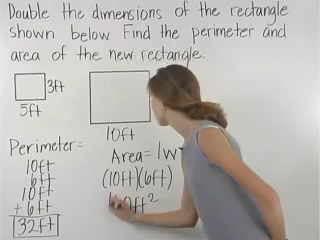 Double the dimensions of the rectangle
shown below. Find the perimeter and
area of the new rectangle.
3ft
5ft
10ft
Perimeter=
10ft
6ft
10ft
+ 6ft
32ft
Area= lw
(10ft)(6ft)
ft²